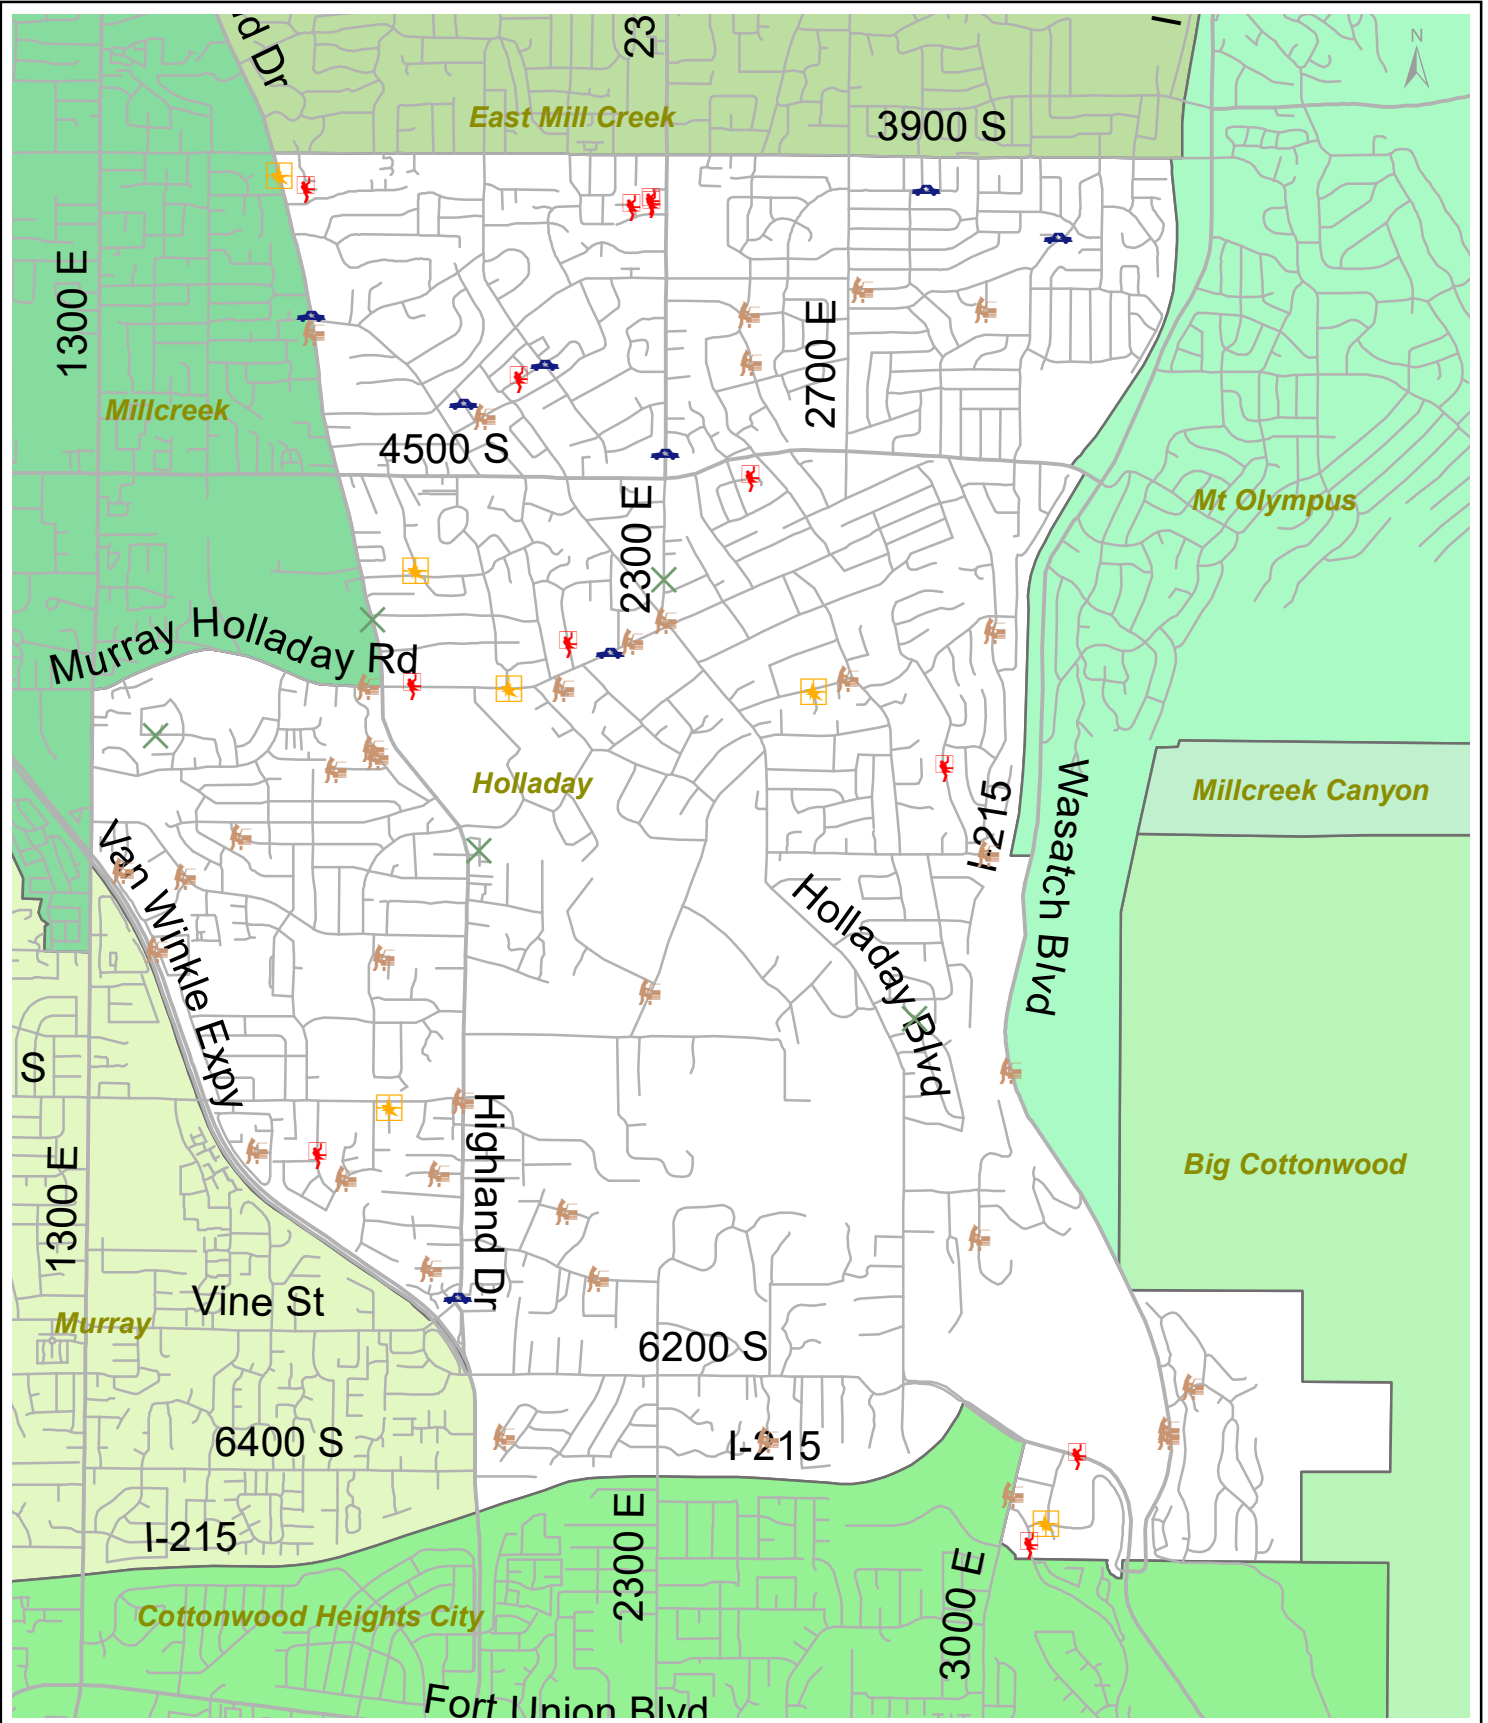 d Dr
23
N
East Mill Creek
3900 S
1300 E
2700 E
Millcreek
4500 S
Mt Olympus
2300 E
Murray Holladay Rd
Holladay
I-215
Wasatch Blvd
Millcreek Canyon
Van Winkle Expy
Holladay Blvd
S
Highland Dr
1300 E
Big Cottonwood
Vine St
Murray
6200 S
6400 S
I-215
I-215
2300 E
3000 E
Cottonwood Heights City
Fort Union Blvd